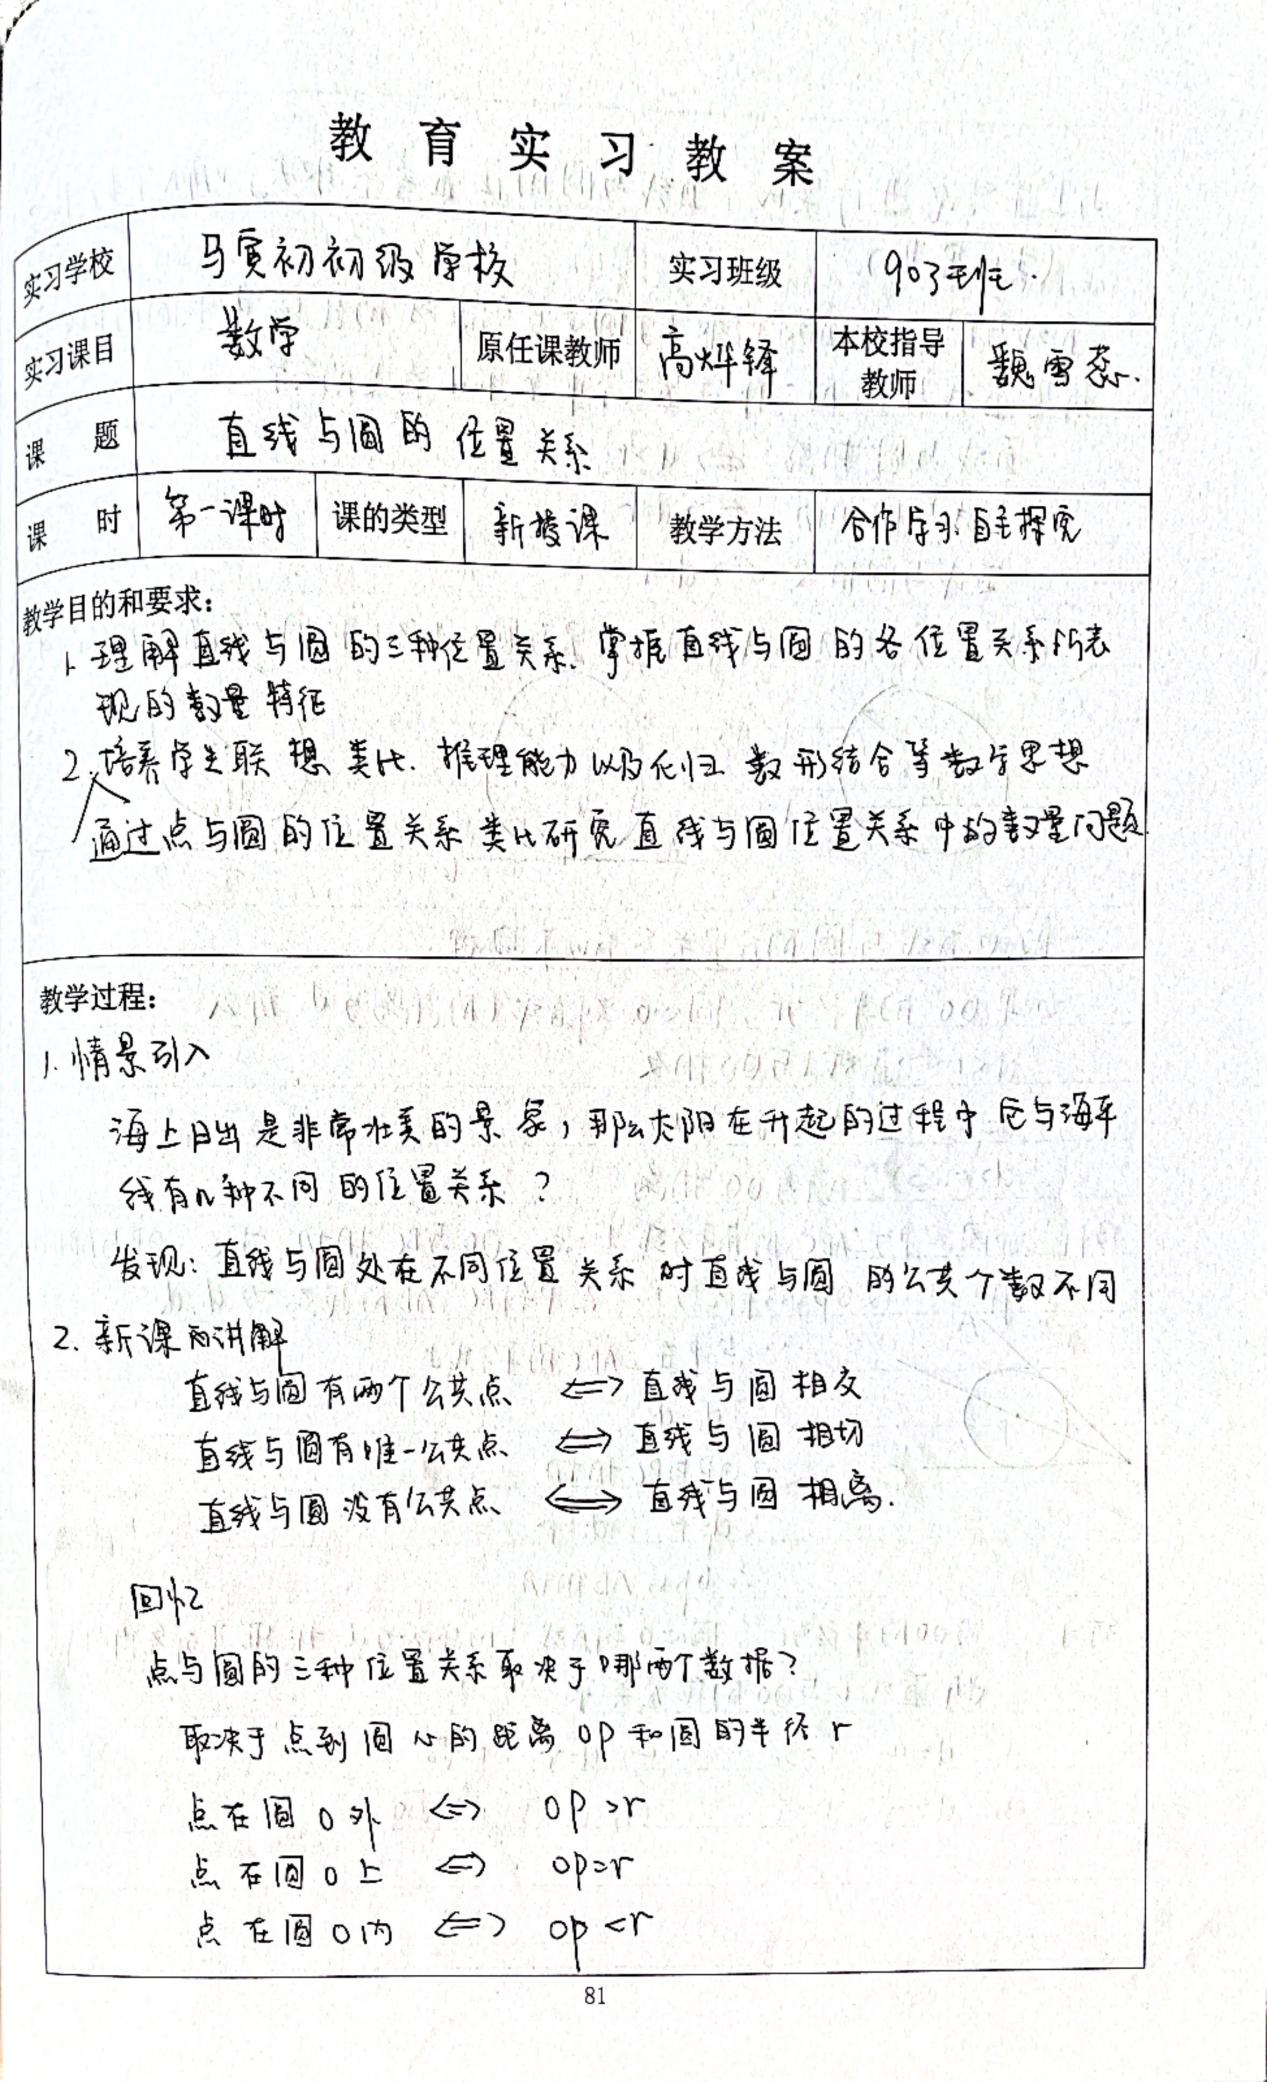 教育实习教案
实习学校 马寅初初级学校 实习班级 903班.
实习课目 数学 原任课教师 高烨铎 本校指导教师 魏雪蕊.
课题 直线与圆的位置关系
课时 第一课时 课的类型 新授课 教学方法 合作学习、自主探究
教学目的和要求:
1. 理解直线与圆的三种位置关系、掌握直线与圆的各位置关系所表
现的数量特征
2. 培养学生联想 类比. 推理能力以及化归 数形结合等数学思想
通过点与圆的位置关系类比研究直线与圆位置关系中的数量问题.
教学过程:
1. 情景引入
海上日出是非常壮美的景象,那么太阳在升起的过程中它与海平
线有几种不同的位置关系?
发现: 直线与圆处在不同位置关系时直线与圆的公共个数不同
2. 新课的讲解
直线与圆有两个公共点 ⇔ 直线与圆相交
直线与圆有唯一公共点 ⇔ 直线与圆相切
直线与圆没有公共点 ⇔ 直线与圆相离.
回忆
点与圆的三种位置关系取决于哪两个数据?
取决于点到圆心的距离 OP 和圆的半径 r
点在圆O外 ⇔ OP>r
点在圆O上 ⇔ OP=r
点在圆O内 ⇔ OP<r
81